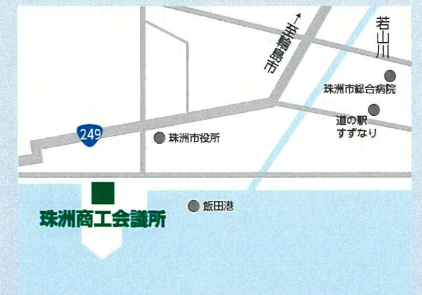 ↑至輪島市
若山川
珠洲市総合病院
道の駅
すずなり
249
珠洲市役所
珠洲商工会議所
飯田港